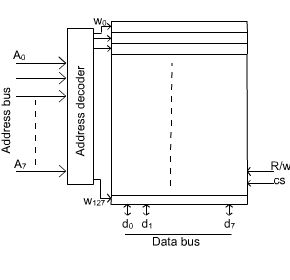 w0
A0
Address bus
Address decoder
A7
R/w
cs
w127
d0 d1 d7
Data bus